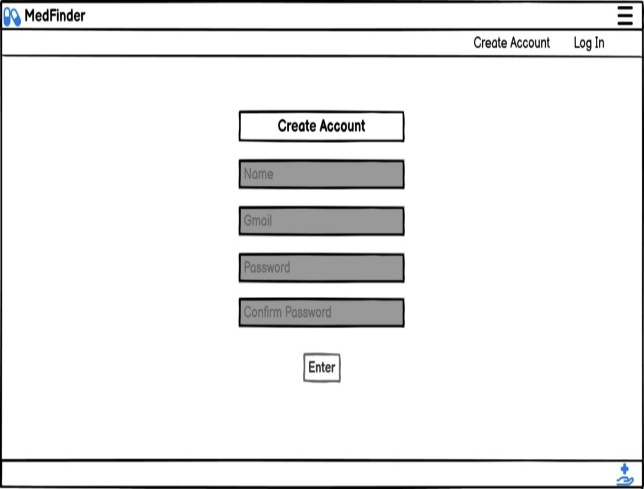 MedFinder
Create Account Log In
Create Account
Name
Gmail
Password
Confirm Password
Enter